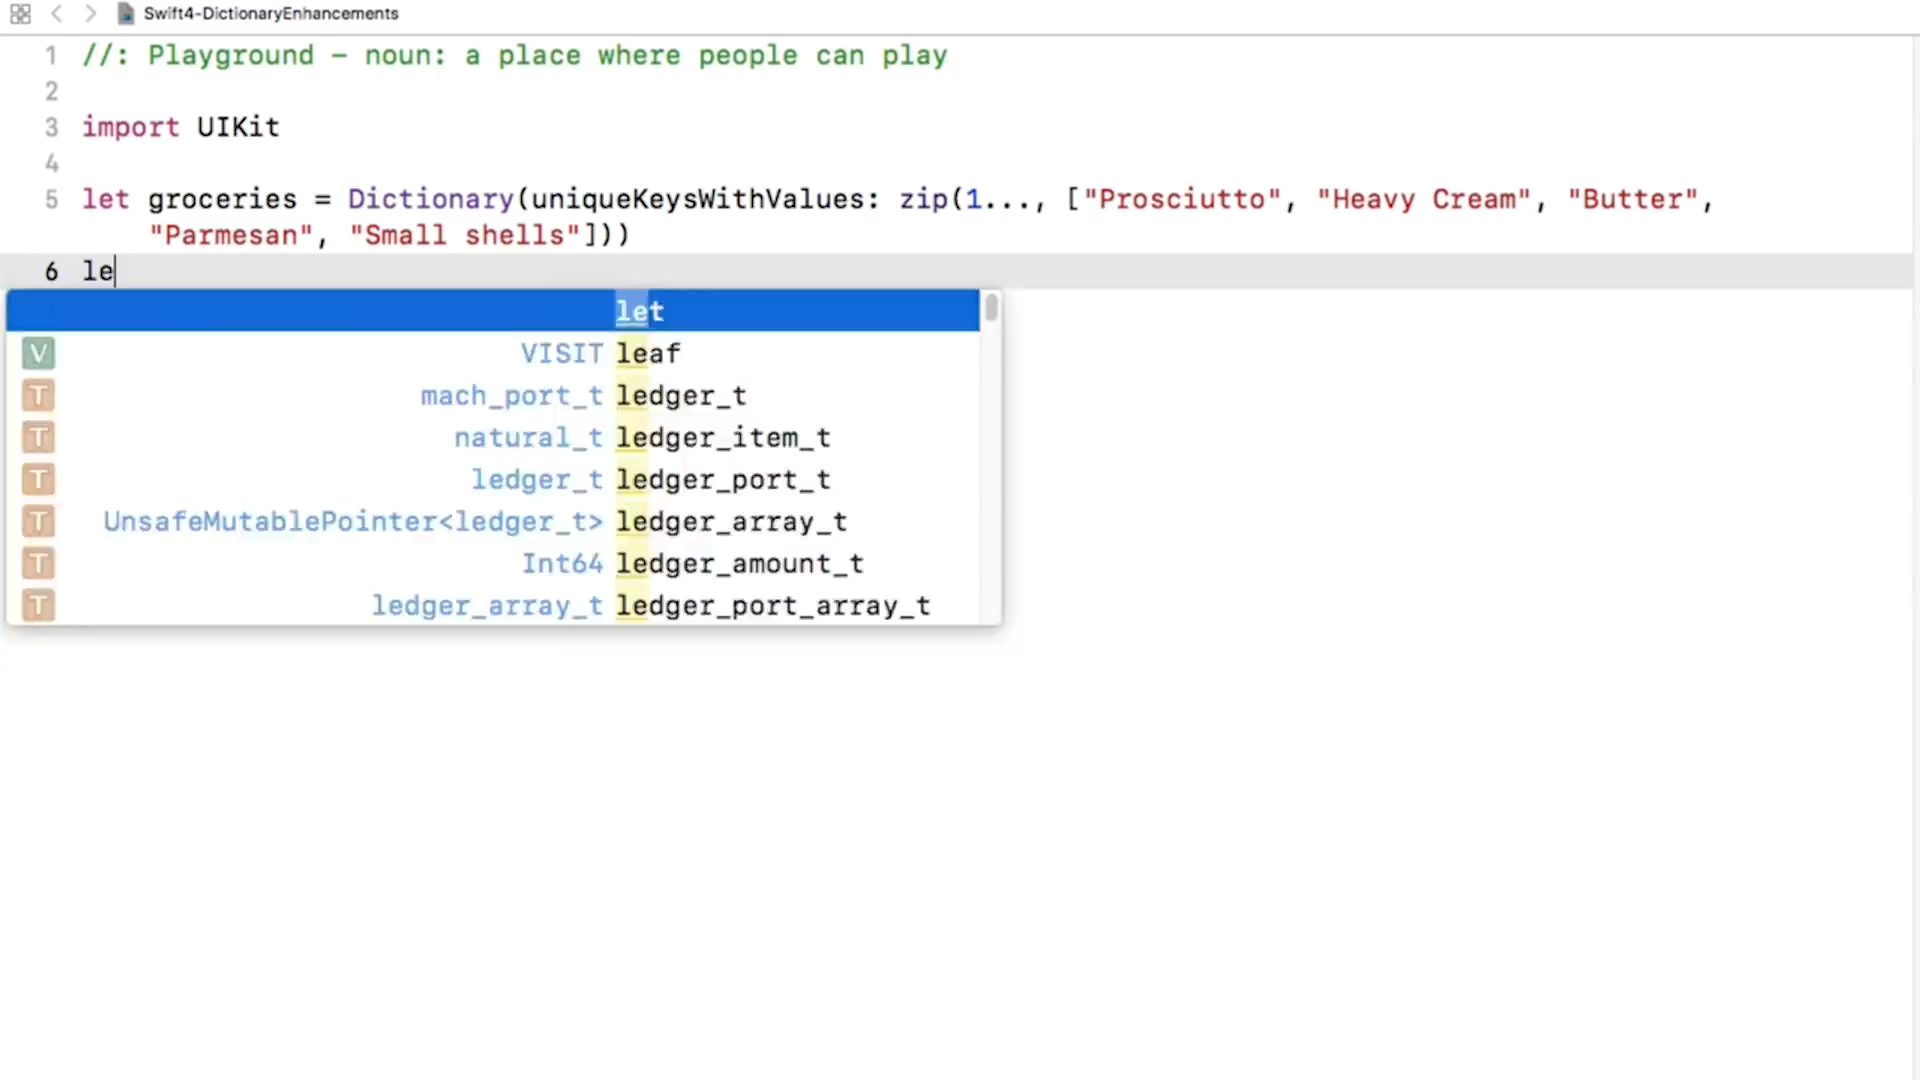 Swift4-DictionaryEnhancements
1 //: Playground – noun: a place where people can play
2
3 import UIKit
4
5 let groceries = Dictionary(uniqueKeysWithValues: zip(1..., ["Prosciutto", "Heavy Cream", "Butter",
"Parmesan", "Small shells"]))
6 le
let
V VISIT leaf
T mach_port_t ledger_t
T natural_t ledger_item_t
T ledger_t ledger_port_t
T UnsafeMutablePointer<ledger_t> ledger_array_t
T Int64 ledger_amount_t
T ledger_array_t ledger_port_array_t